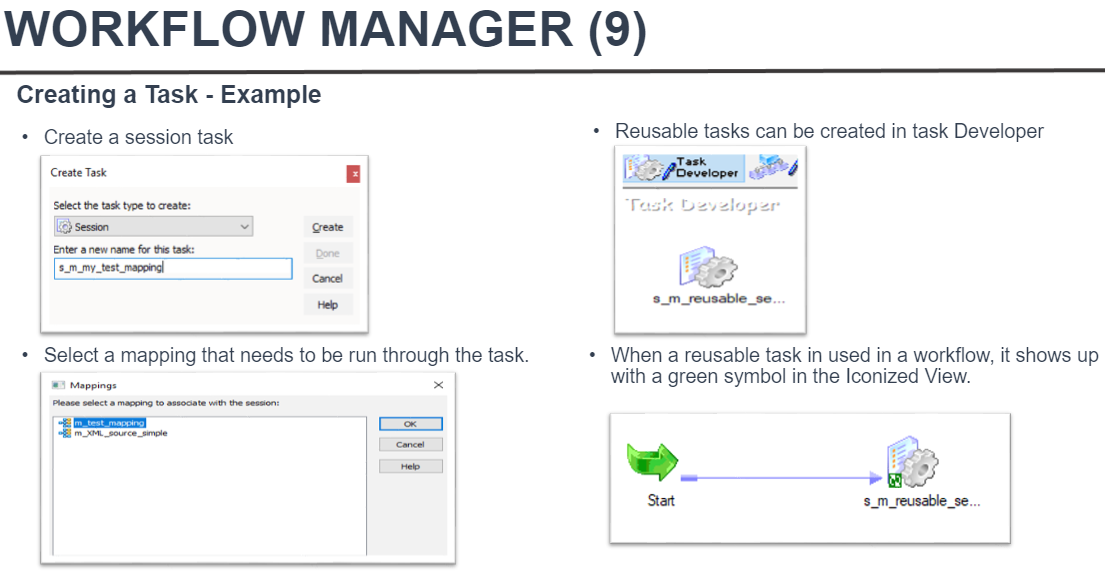 WORKFLOW MANAGER (9)
Creating a Task - Example
• Create a session task
Create Task
x
Select the task type to create:
Session
Create
Enter a new name for this task:
Done
s_m_my_test_mapping
Cancel
Help
• Select a mapping that needs to be run through the task.
Mappings
Please select a mapping to associate with the session:
m_test_mapping
m_XML_source_simple
OK
Cancel
Help
• Reusable tasks can be created in task Developer
Task
Developer
Task Developer
s_m_reusable_se...
• When a reusable task in used in a workflow, it shows up
with a green symbol in the Iconized View.
Start
s_m_reusable_se...